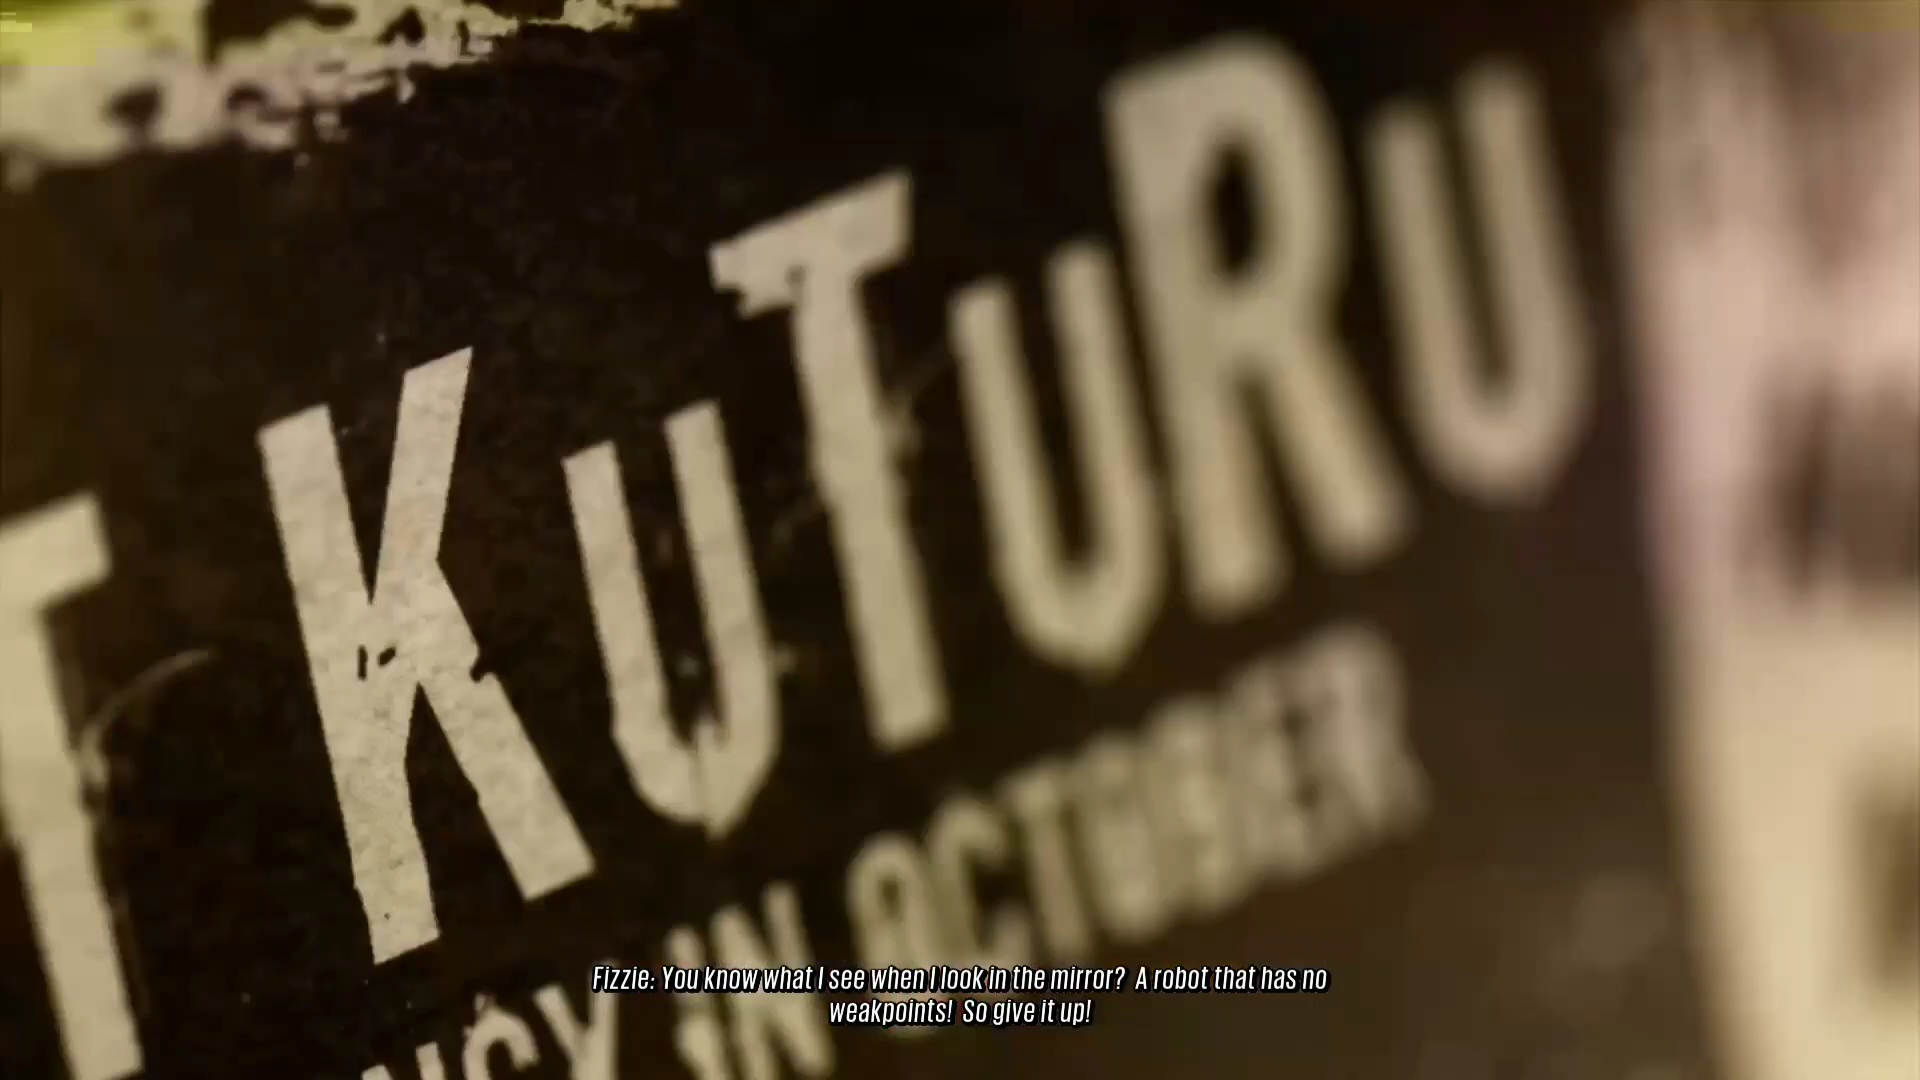 T KuTuRu
NCY IN OCTOBER
Fizzie: You know what I see when I look in the mirror?  A robot that has no
weakpoints!  So give it up!